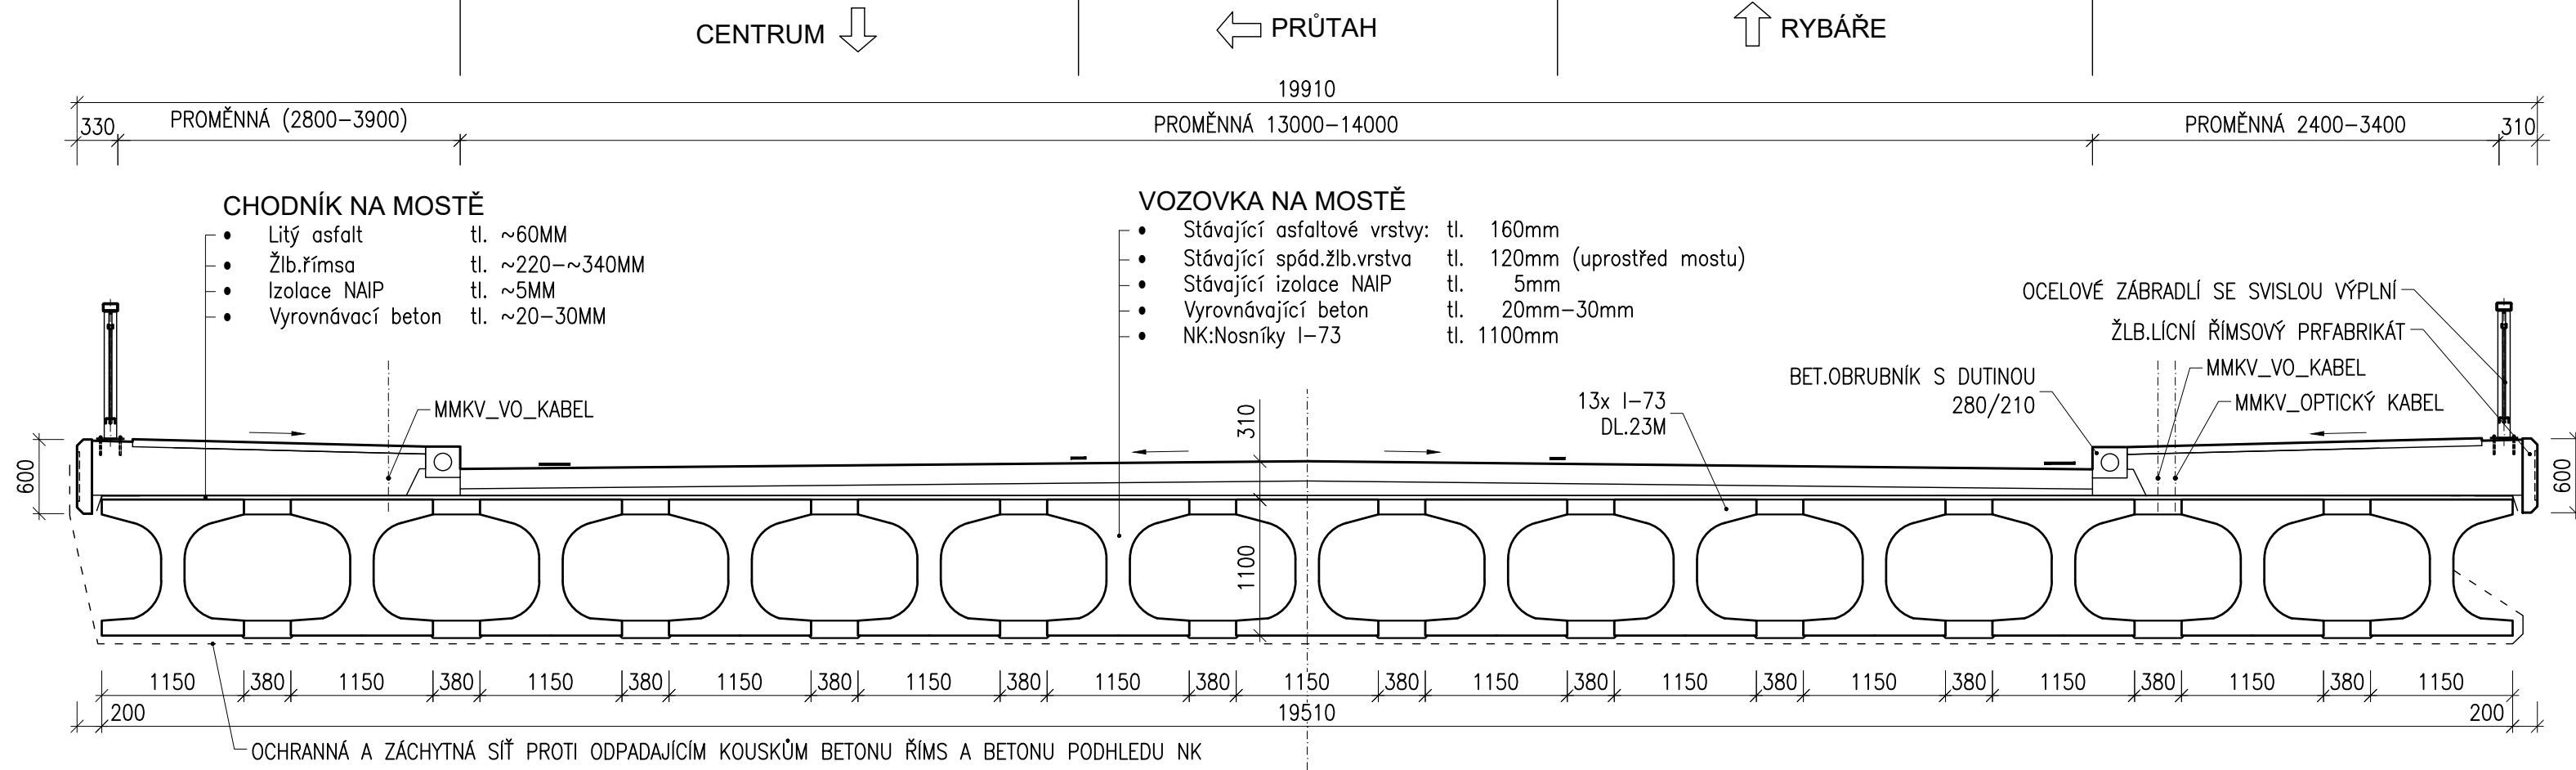 CENTRUM
PRŮTAH
RYBÁŘE
19910
330
PROMĚNNÁ (2800-3900)
PROMĚNNÁ 13000-14000
PROMĚNNÁ 2400-3400
310
CHODNÍK NA MOSTĚ
• Litý asfalt tl. ~60MM
• Žlb.římsa tl. ~220-~340MM
• Izolace NAIP tl. ~5MM
• Vyrovnávací beton tl. ~20-30MM
VOZOVKA NA MOSTĚ
• Stávající asfaltové vrstvy: tl. 160mm
• Stávající spád.žlb.vrstva tl. 120mm (uprostřed mostu)
• Stávající izolace NAIP tl. 5mm
• Vyrovnávající beton tl. 20mm-30mm
• NK:Nosníky I-73 tl. 1100mm
OCELOVÉ ZÁBRADLÍ SE SVISLOU VÝPLNÍ
ŽLB.LÍCNÍ ŘÍMSOVÝ PRFABRIKÁT
MMKV_VO_KABEL
MMKV_OPTICKÝ KABEL
BET.OBRUBNÍK S DUTINOU
280/210
13x I-73
DL.23M
MMKV_VO_KABEL
310
600
600
1100
1150 380 1150 380 1150 380 1150 380 1150 380 1150 380 1150 380 1150 380 1150 380 1150 380 1150 380 1150 380 1150
200 19510 200
OCHRANNÁ A ZÁCHYTNÁ SÍŤ PROTI ODPADAJÍCÍM KOUSKŮM BETONU ŘÍMS A BETONU PODHLEDU NK